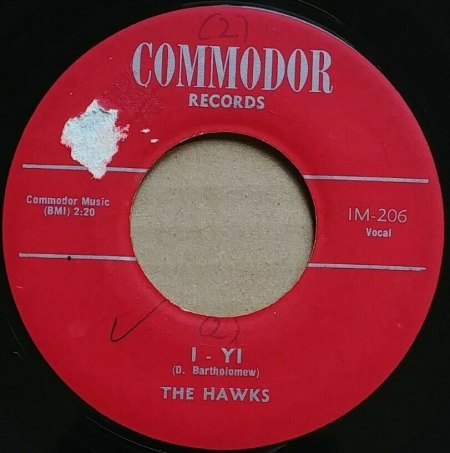 (2)
COMMODOR
RECORDS
Commodor Music
(BMI) 2:20
IM-206
Vocal
(2)
I - YI
(D. Bartholomew)
THE HAWKS